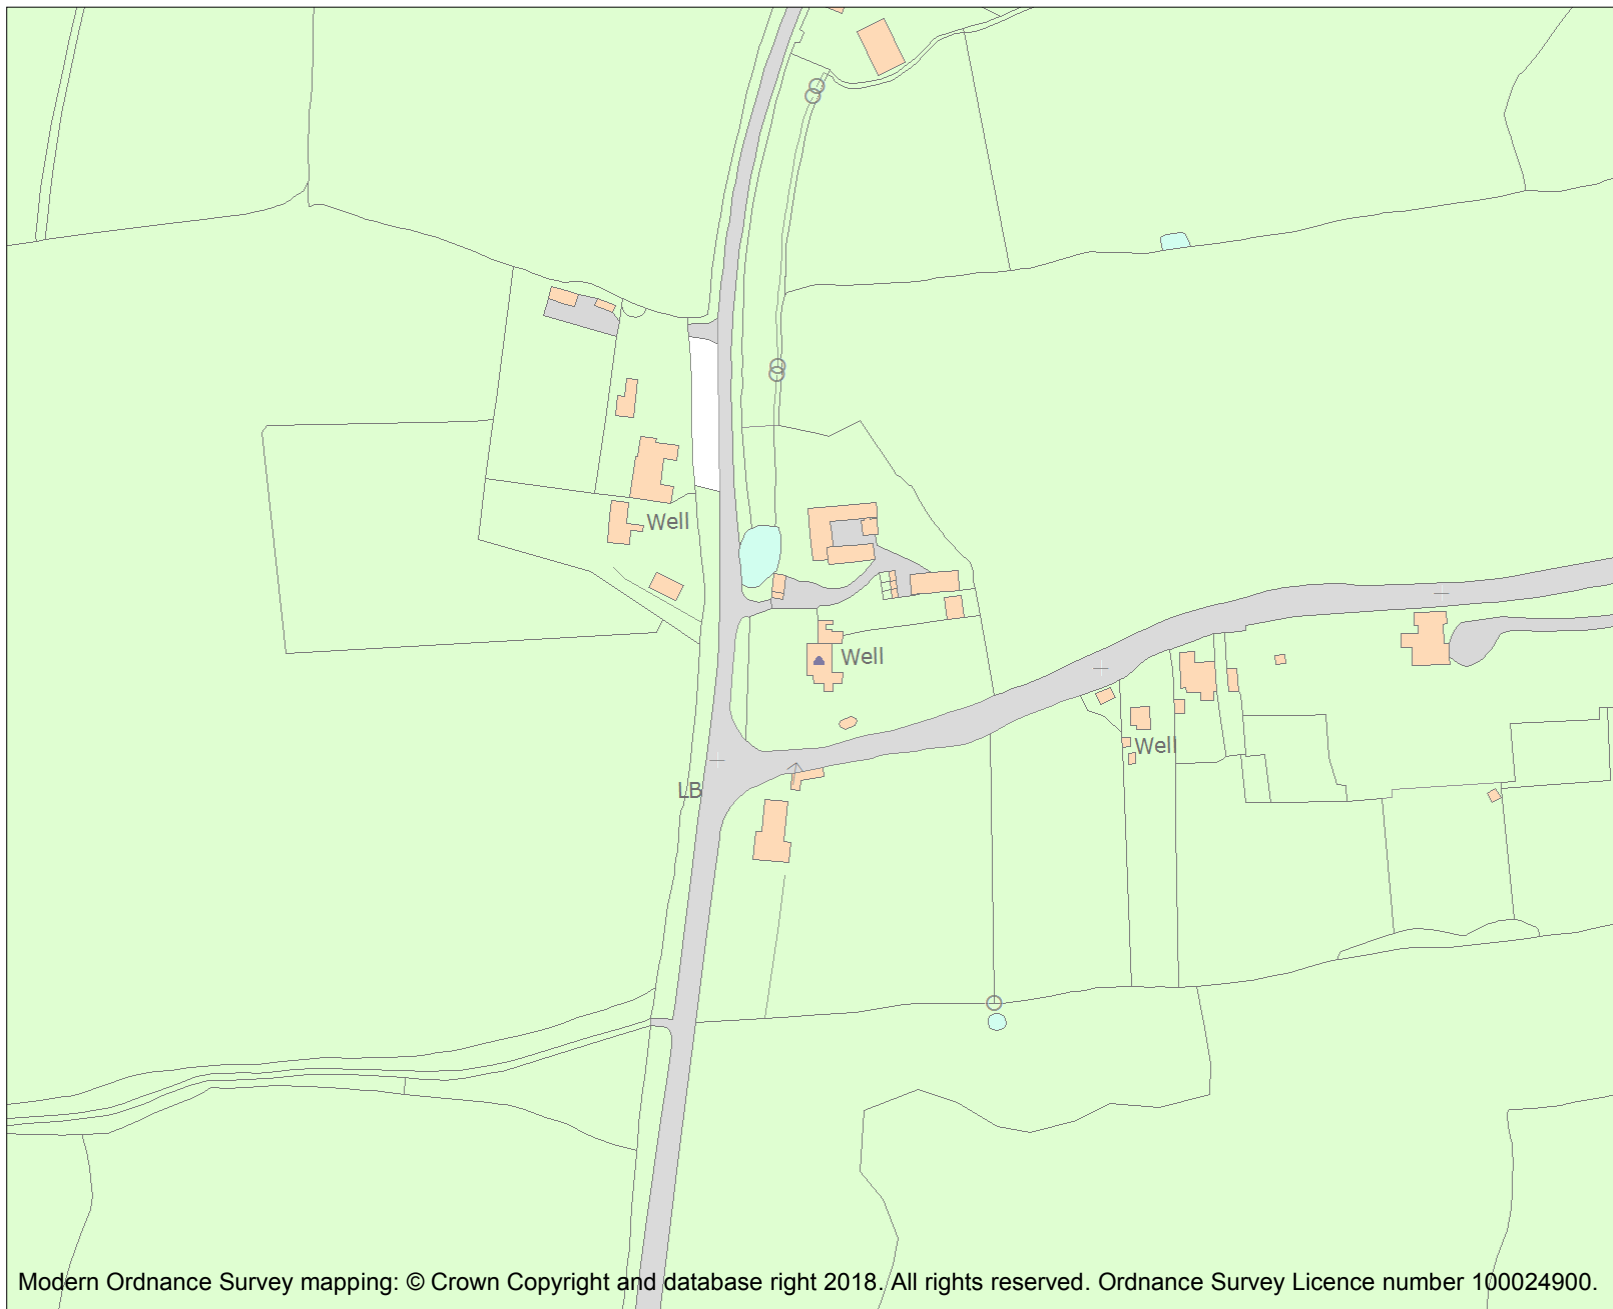 Well
Well
Well
LB
Modern Ordnance Survey mapping: © Crown Copyright and database right 2018. All rights reserved. Ordnance Survey Licence number 100024900.